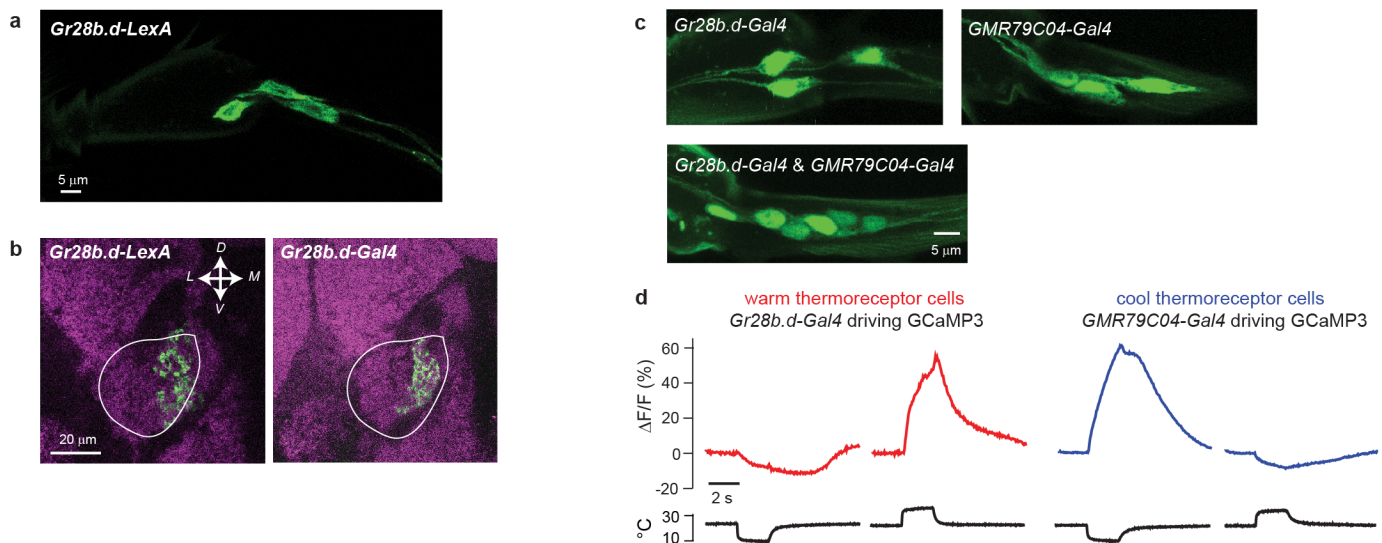 a
Gr28b.d-LexA
5 μm
b
Gr28b.d-LexA
D
L
M
V
20 μm
Gr28b.d-Gal4
c
Gr28b.d-Gal4
GMR79C04-Gal4
Gr28b.d-Gal4 & GMR79C04-Gal4
5 μm
d
warm thermoreceptor cells
Gr28b.d-Gal4 driving GCaMP3
cool thermoreceptor cells
GMR79C04-Gal4 driving GCaMP3
ΔF/F (%)
60
40
20
0
-20
2 s
°C
30
10